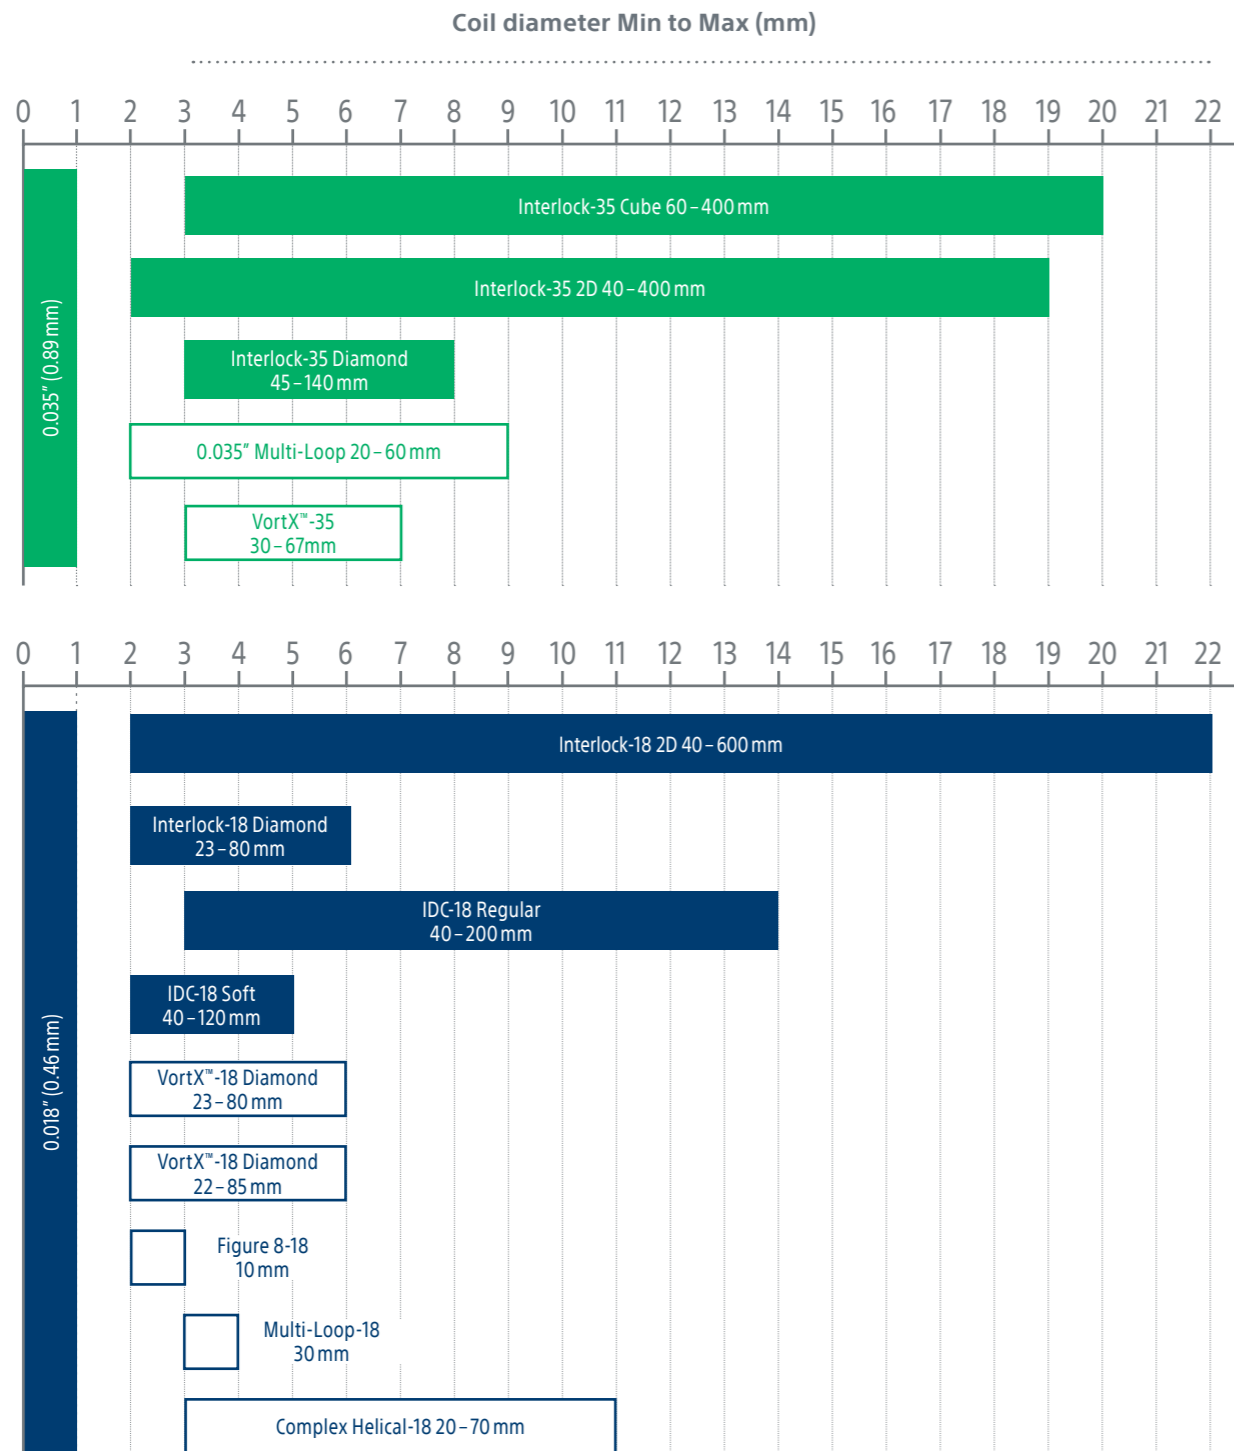 Coil diameter Min to Max (mm)
0 1 2 3 4 5 6 7 8 9 10 11 12 13 14 15 16 17 18 19 20 21 22
0.035″ (0.89 mm)
Interlock-35 Cube 60–400 mm
Interlock-35 2D 40–400 mm
Interlock-35 Diamond
45–140 mm
0.035″ Multi-Loop 20–60 mm
VortX™-35
30–67mm
0 1 2 3 4 5 6 7 8 9 10 11 12 13 14 15 16 17 18 19 20 21 22
0.018″ (0.46 mm)
Interlock-18 2D 40–600 mm
Interlock-18 Diamond
23–80 mm
IDC-18 Regular
40–200 mm
IDC-18 Soft
40–120 mm
VortX™-18 Diamond
23–80 mm
VortX™-18 Diamond
22–85 mm
Figure 8-18
10 mm
Multi-Loop-18
30 mm
Complex Helical-18 20–70 mm